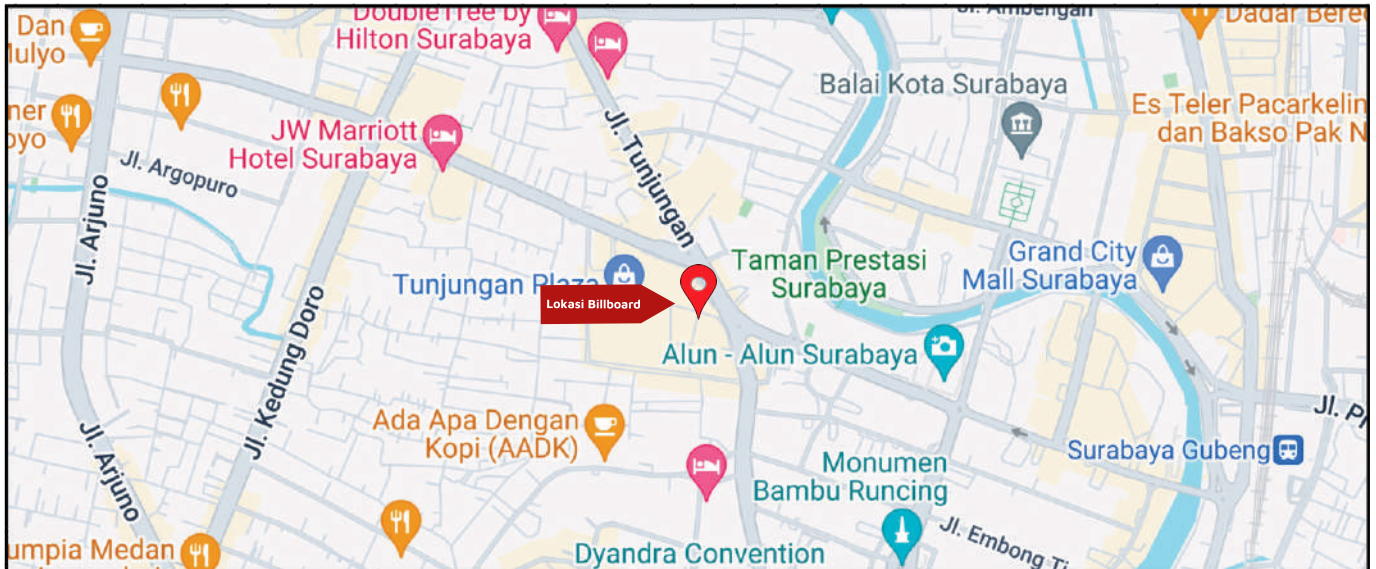 DoubleTree by
Hilton Surabaya
Jl. Ambengan
Dan
Mulyo
Balai Kota Surabaya
Es Teler Pacarkelin
dan Bakso Pak N
JW Marriott
Hotel Surabaya
Jl. Tunjungan
Jl. Argopuro
Jl. Arjuno
Tunjungan Plaza
Lokasi Billboard
Taman Prestasi
Surabaya
Grand City
Mall Surabaya
Alun - Alun Surabaya
Jl. Kedung Doro
Ada Apa Dengan
Kopi (AADK)
Jl. Arjuno
Surabaya Gubeng
Monumen
Bambu Runcing
Jl. Embong Ti
umpia Medan
Dyandra Convention